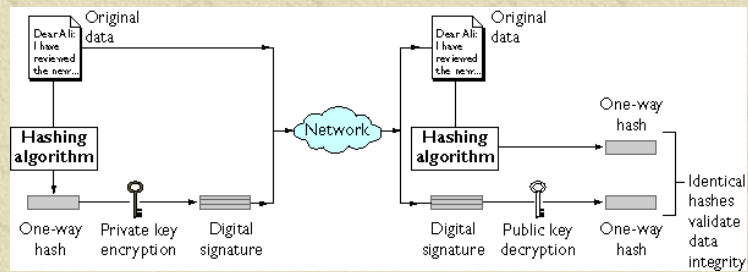 Original
data
Dear Ali:
I have
reviewed
the new...
Hashing
algorithm
One-way
hash
Private key
encryption
Digital
signature
Network
Original
data
Dear Ali:
I have
reviewed
the new...
Hashing
algorithm
One-way
hash
Digital
signature
Public key
decryption
One-way
hash
Identical
hashes
validate
data
integrity